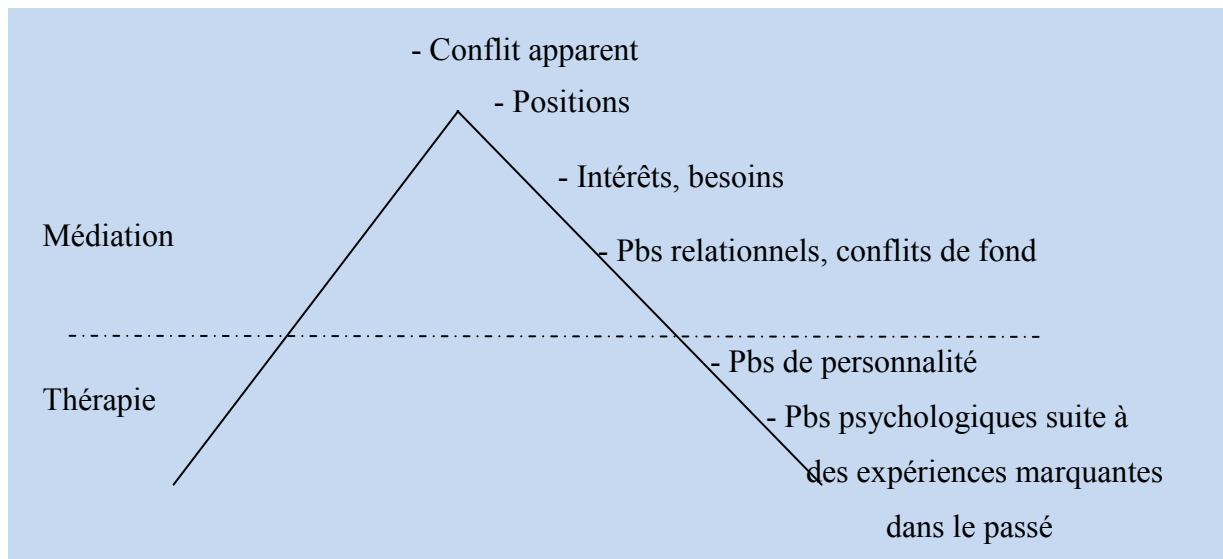 - Conflit apparent
- Positions
- Intérêts, besoins
Médiation
- Pbs relationnels, conflits de fond
- Pbs de personnalité
Thérapie
- Pbs psychologiques suite à
des expériences marquantes
dans le passé